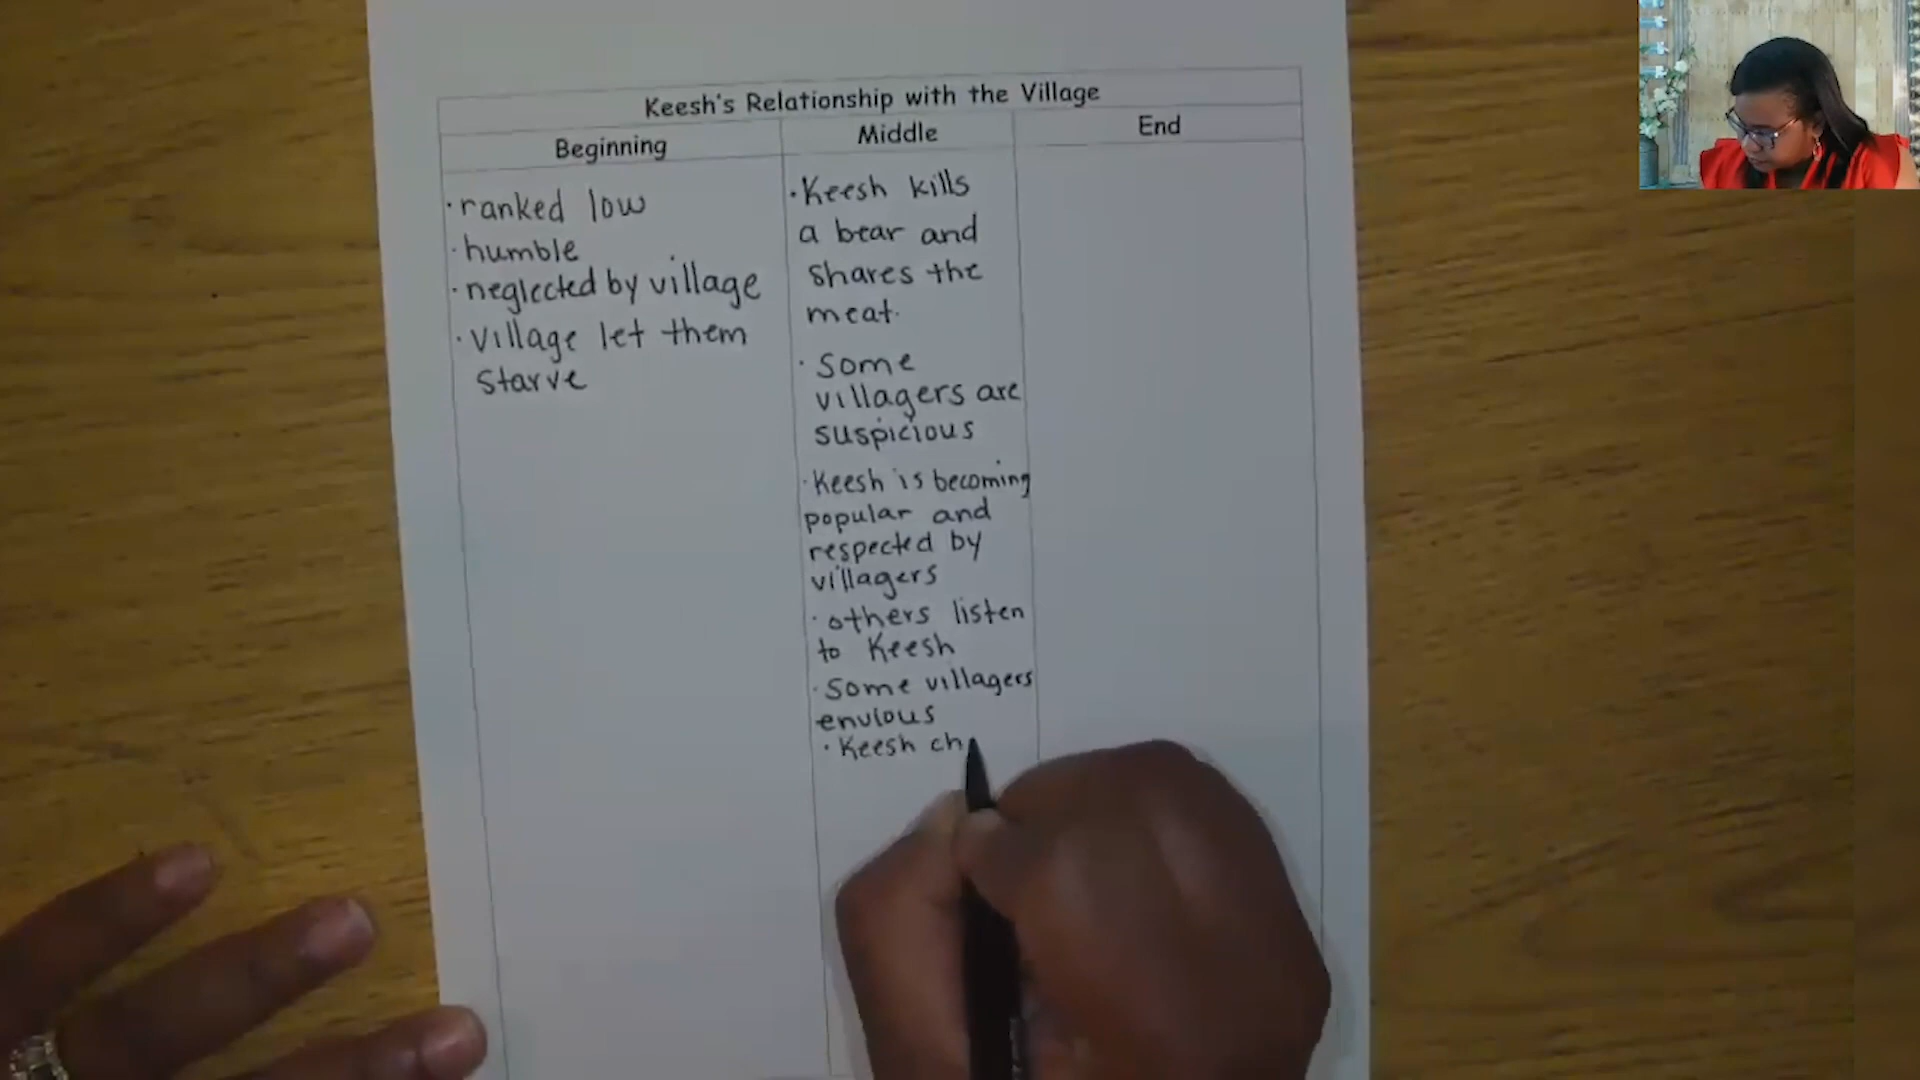 Keesh's Relationship with the Village
Beginning
Middle
End
· ranked low
· humble
· neglected by village
· village let them
starve
· Keesh kills
a bear and
shares the
meat.
· Some
villagers are
suspicious
· Keesh is becoming
popular and
respected by
villagers
· others listen
to Keesh
· Some villagers
envious
· Keesh ch